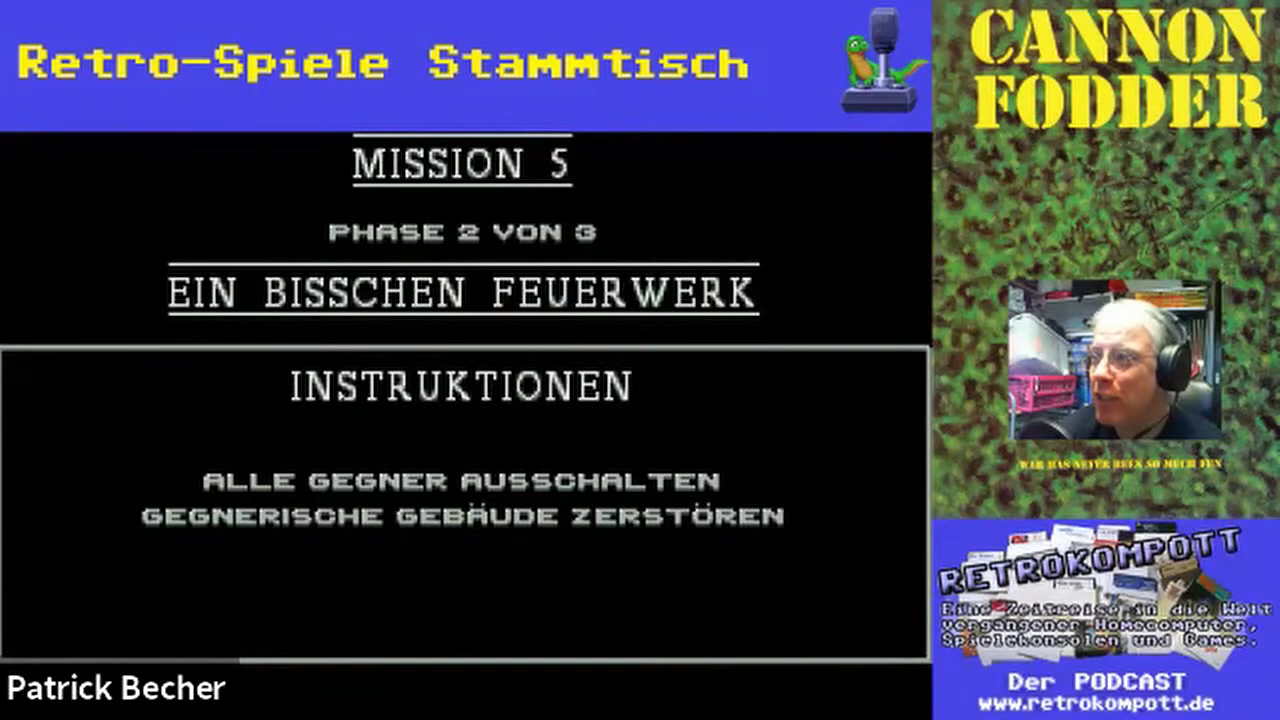 Retro-Spiele Stammtisch
MISSION 5
PHASE 2 VON 3
EIN BISSCHEN FEUERWERK
INSTRUKTIONEN
ALLE GEGNER AUSSCHALTEN
GEGNERISCHE GEBÄUDE ZERSTÖREN
Patrick Becher
CANNON
FODDER
WAR HAS NEVER BEEN SO MUCH FUN
RETROKOMPOTT
Eine Zeitreise in die Welt
vergangener Homecomputer,
Spielekonsolen und Games.
Der PODCAST
www.retrokompott.de